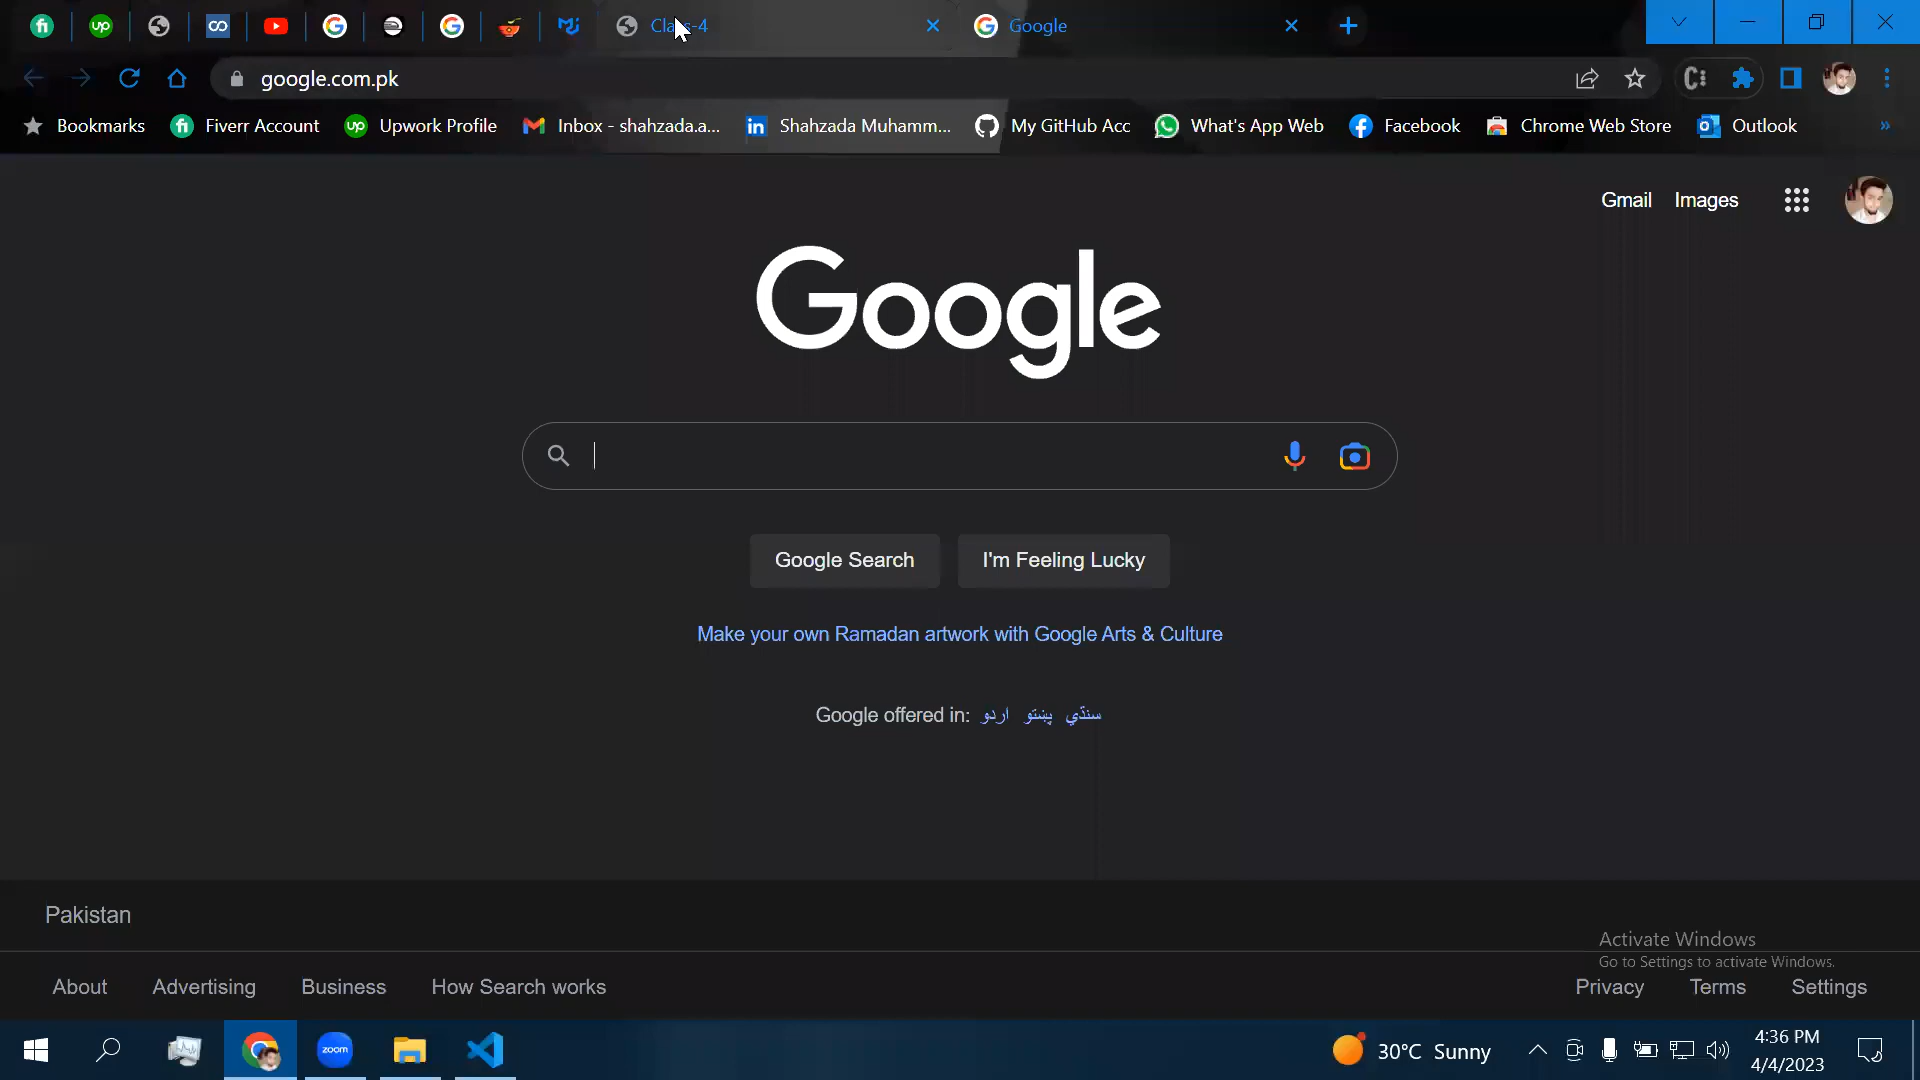 Class-4
Google
google.com.pk
Bookmarks
Fiverr Account
Upwork Profile
Inbox - shahzada.a...
Shahzada Muhamm...
My GitHub Acc
What's App Web
Facebook
Chrome Web Store
Outlook
»
Gmail
Images
Google
Google Search
I'm Feeling Lucky
Make your own Ramadan artwork with Google Arts & Culture
Google offered in: اردو پښتو سنڌي
Pakistan
Activate Windows
Go to Settings to activate Windows.
About
Advertising
Business
How Search works
Privacy
Terms
Settings
zoom
30°C Sunny
4:36 PM
4/4/2023